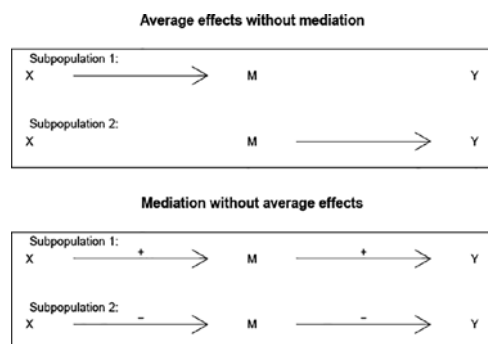 Average effects without mediation
Subpopulation 1:
X M Y
Subpopulation 2:
X M Y
Mediation without average effects
Subpopulation 1:
X + M + Y
Subpopulation 2:
X – M – Y